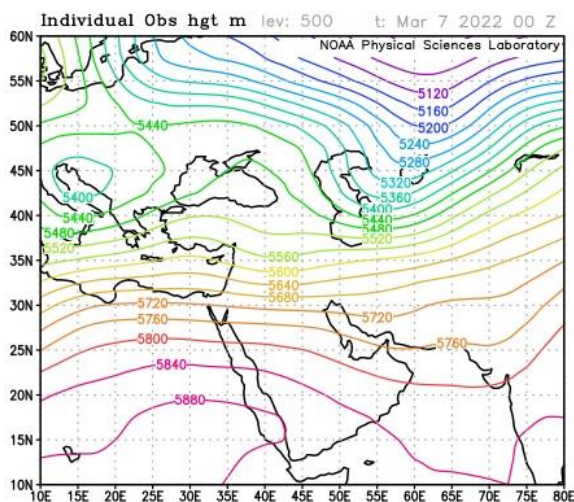 Individual Obs hgt m lev: 500 t: Mar 7 2022 00 Z
NOAA Physical Sciences Laboratory
60N
55N
50N
45N
40N
35N
30N
25N
20N
15N
10N
5120
5160
5200
5240
5280
5320
5360
5400
5440
5480
5520
5440
5400
5440
5480
5520
5560
5600
5640
5680
5720
5760
5800
5840
5880
5720
5760
10E 15E 20E 25E 30E 35E 40E 45E 50E 55E 60E 65E 70E 75E 80E